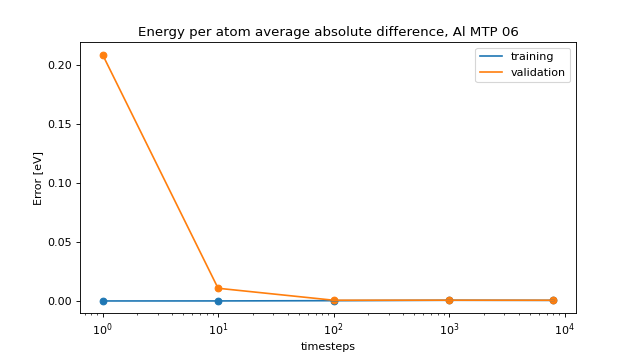 Energy per atom average absolute difference, Al MTP 06
training
validation
0.20
0.15
0.10
0.05
0.00
Error [eV]
10⁰ 10¹ 10² 10³ 10⁴
timesteps